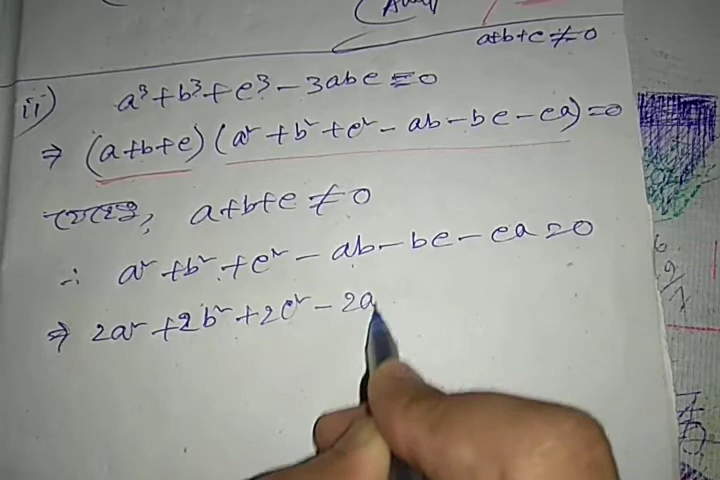 a+b+c ≠ 0
ii) a³ + b³ + c³ - 3abc = 0
⇒ (a+b+c) (a² + b² + c² - ab - bc - ca) = 0
যেহেতু, a+b+c ≠ 0
∴ a² + b² + c² - ab - bc - ca = 0
⇒ 2a² + 2b² + 2c² - 2a